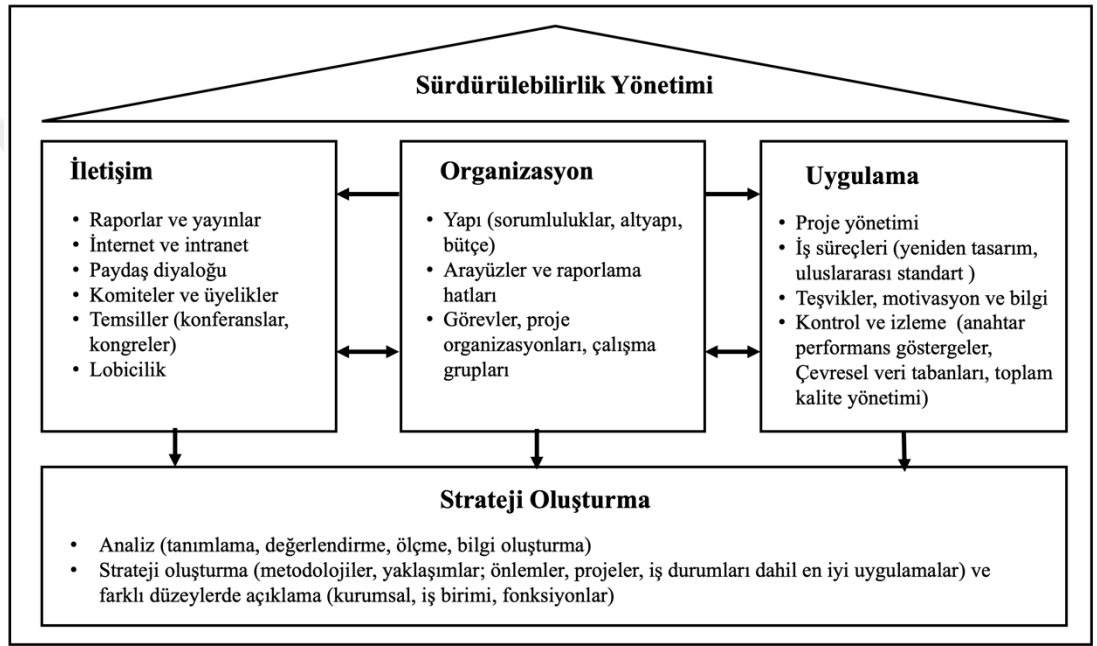 Sürdürülebilirlik Yönetimi
İletişim
• Raporlar ve yayınlar
• İnternet ve intranet
• Paydaş diyaloğu
• Komiteler ve üyelikler
• Temsiller (konferanslar,
kongreler)
• Lobicilik
Organizasyon
• Yapı (sorumluluklar, altyapı,
bütçe)
• Arayüzler ve raporlama
hatları
• Görevler, proje
organizasyonları, çalışma
grupları
Uygulama
• Proje yönetimi
• İş süreçleri (yeniden tasarım,
uluslararası standart )
• Teşvikler, motivasyon ve bilgi
• Kontrol ve izleme (anahtar
performans göstergeler,
Çevresel veri tabanları, toplam
kalite yönetimi)
Strateji Oluşturma
• Analiz (tanımlama, değerlendirme, ölçme, bilgi oluşturma)
• Strateji oluşturma (metodolojiler, yaklaşımlar; önlemler, projeler, iş durumları dahil en iyi uygulamalar) ve
farklı düzeylerde açıklama (kurumsal, iş birimi, fonksiyonlar)